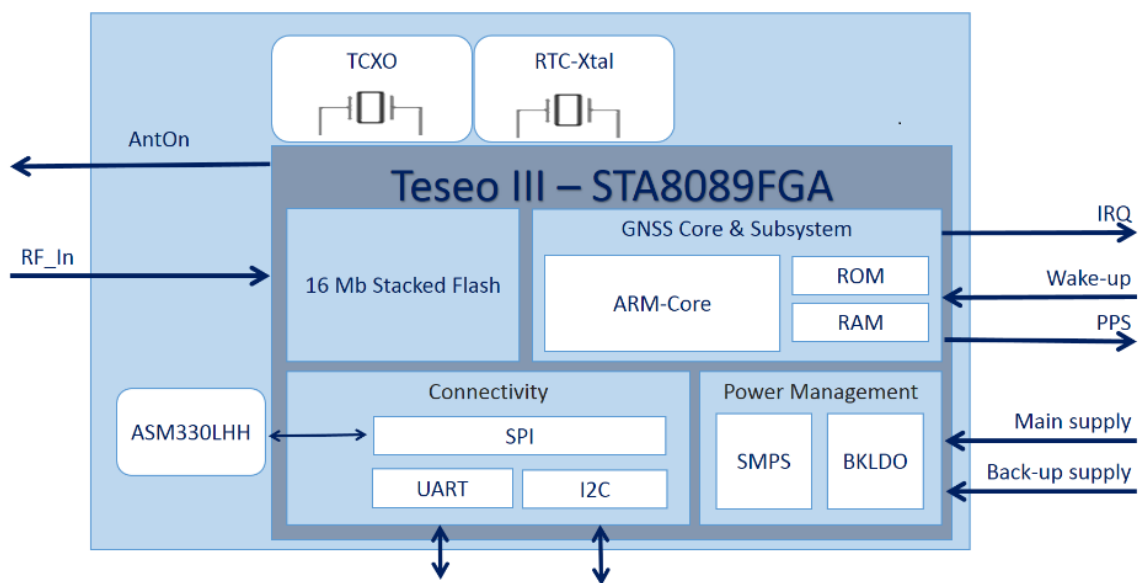 TCXO
RTC-Xtal
AntOn
Teseo III – STA8089FGA
GNSS Core & Subsystem
IRQ
RF_In
16 Mb Stacked Flash
ARM-Core
ROM
Wake-up
RAM
PPS
Connectivity
Power Management
ASM330LHH
SPI
SMPS
BKLDO
Main supply
UART
I2C
Back-up supply